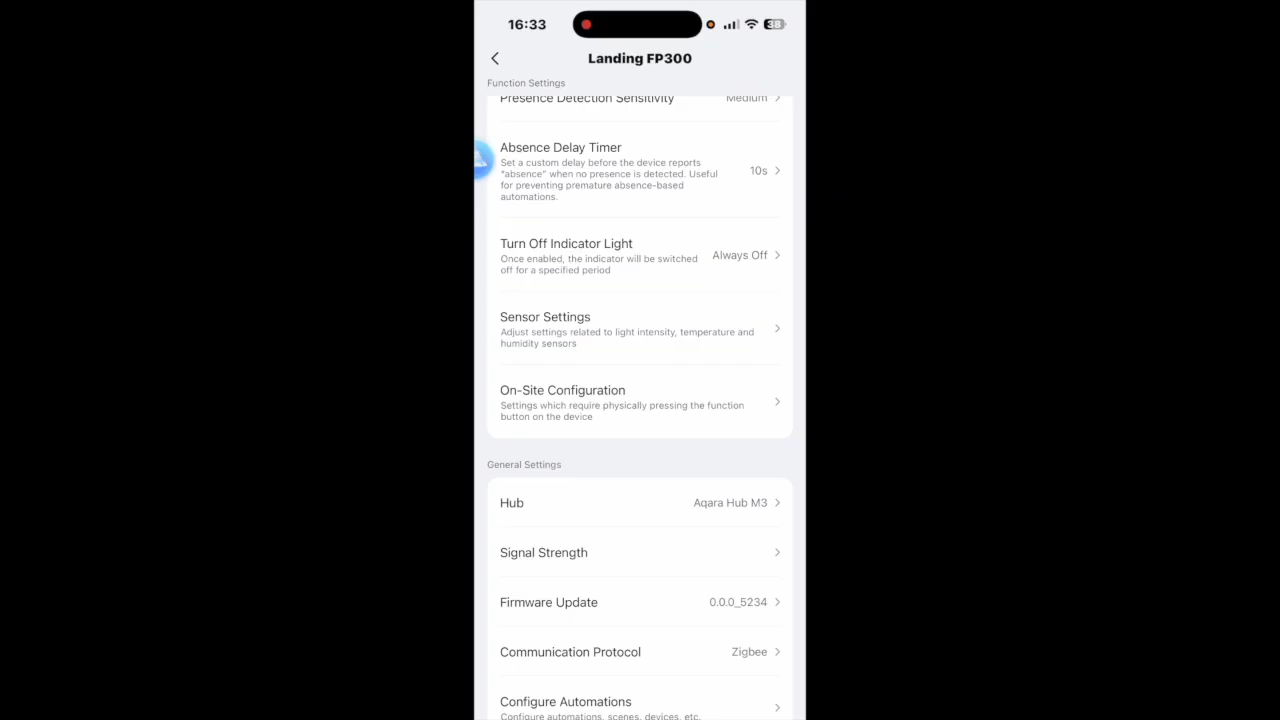 16:33
38
Landing FP300
Function Settings
Presence Detection Sensitivity
Medium
Absence Delay Timer
Set a custom delay before the device reports
"absence" when no presence is detected. Useful
for preventing premature absence-based
automations.
10s
Turn Off Indicator Light
Once enabled, the indicator will be switched
off for a specified period
Always Off
Sensor Settings
Adjust settings related to light intensity, temperature and
humidity sensors
On-Site Configuration
Settings which require physically pressing the function
button on the device
General Settings
Hub
Aqara Hub M3
Signal Strength
Firmware Update
0.0.0_5234
Communication Protocol
Zigbee
Configure Automations
Configure automations, scenes, devices, etc.